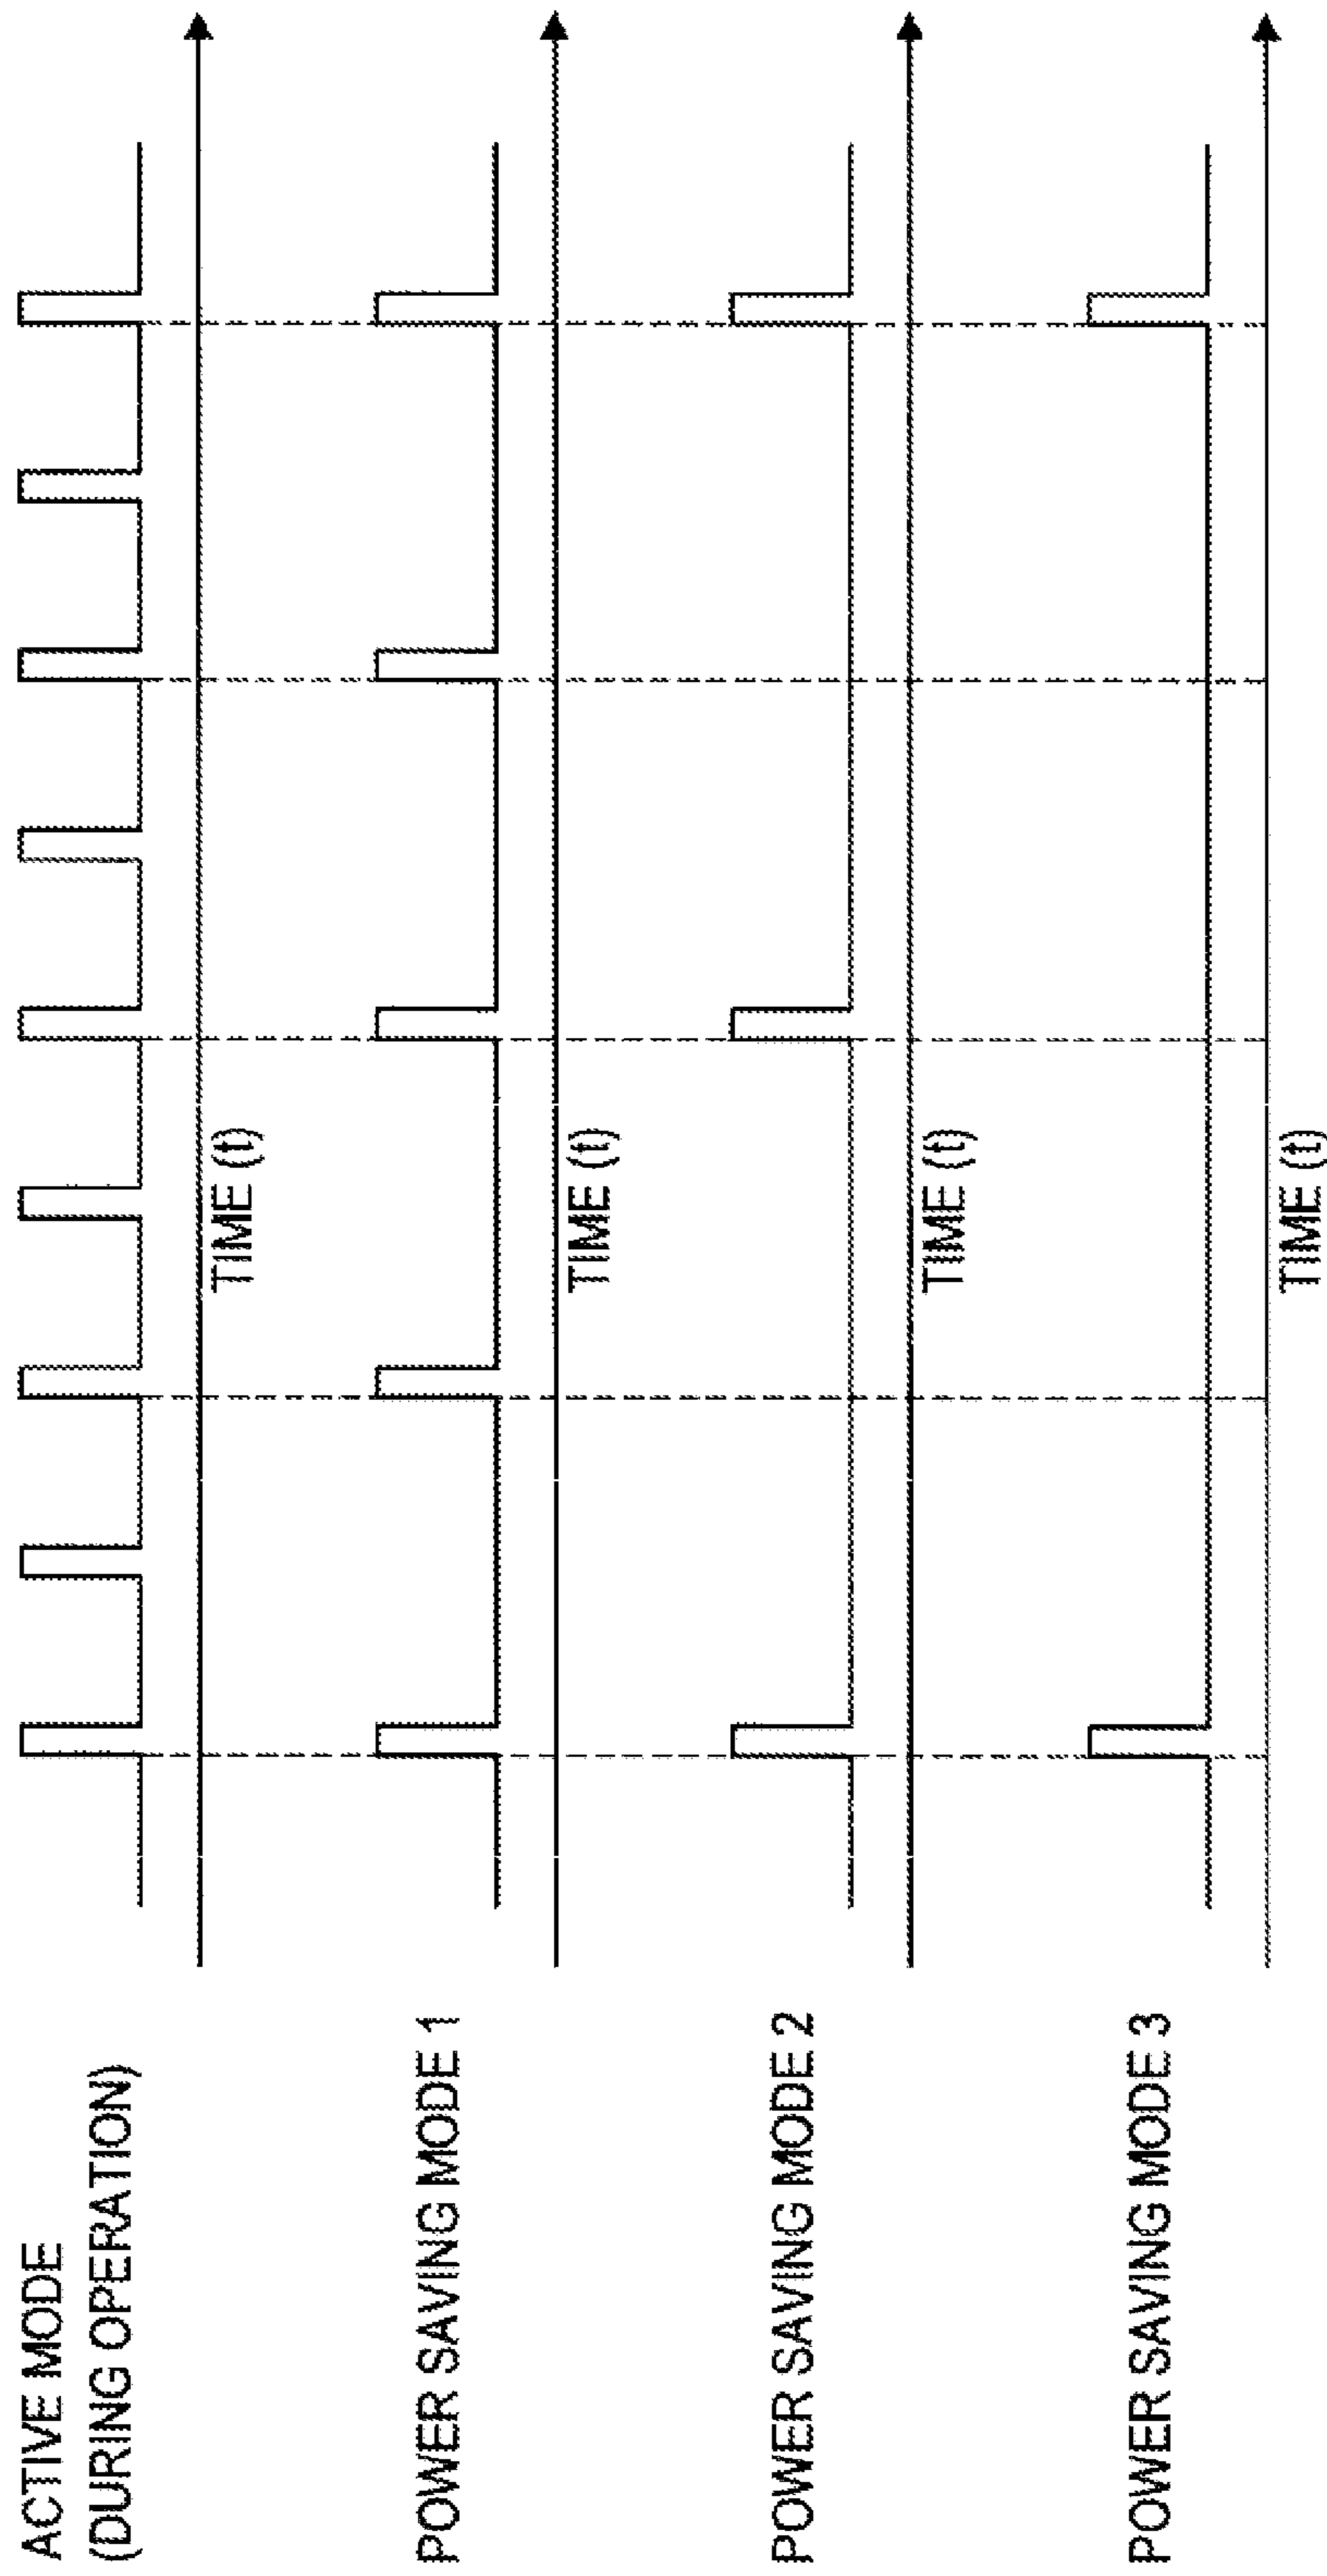 ACTIVE MODE
(DURING OPERATION)
TIME (t)
POWER SAVING MODE 1
TIME (t)
POWER SAVING MODE 2
TIME (t)
POWER SAVING MODE 3
TIME (t)